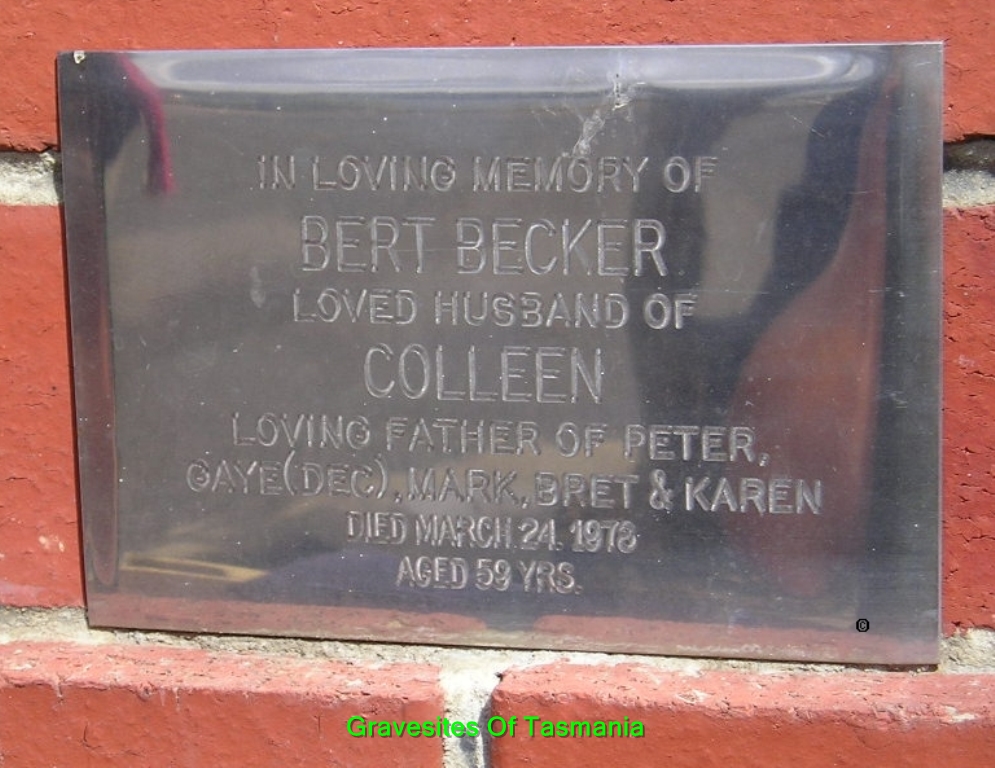 IN LOVING MEMORY OF
BERT BECKER
LOVED HUSBAND OF
COLLEEN
LOVING FATHER OF PETER,
GAYE (DEC), MARK, BRET & KAREN
DIED MARCH 24. 1978
AGED 59 YRS.
©
Gravesites Of Tasmania